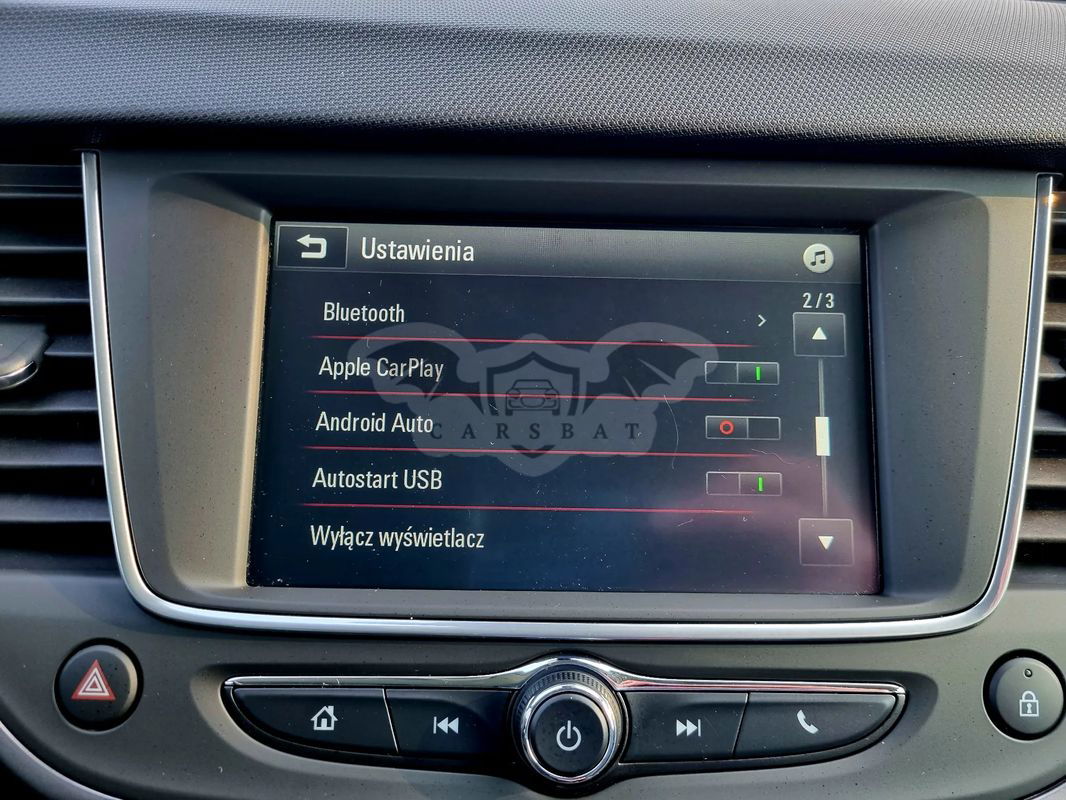 Ustawienia
2/3
Bluetooth
Apple CarPlay
Android Auto
CARSBAT
Autostart USB
Wyłącz wyświetlacz